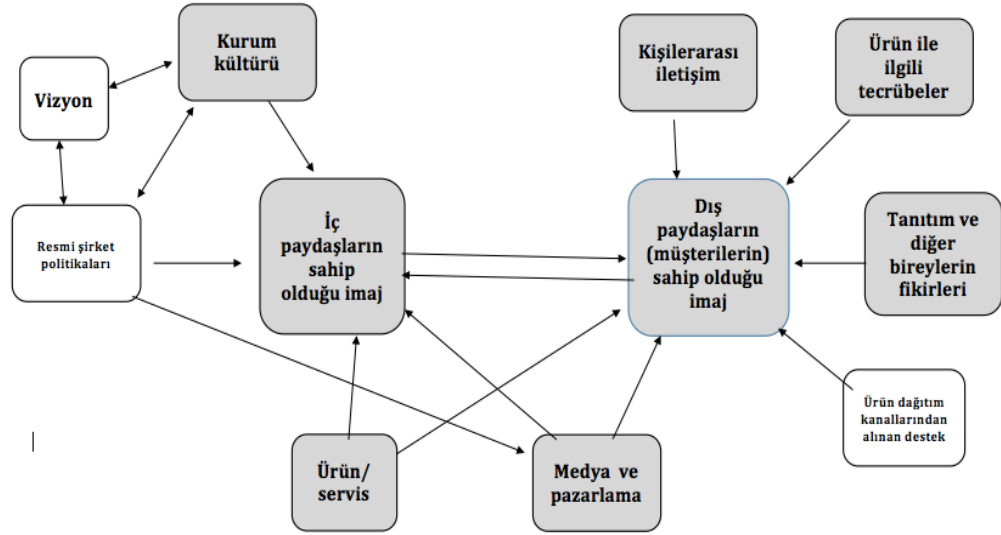 Kurum
kültürü
Kişilerarası
iletişim
Ürün ile
ilgili
tecrübeler
Vizyon
Resmi şirket
politikaları
İç
paydaşların
sahip
olduğu imaj
Dış
paydaşların
(müşterilerin)
sahip olduğu
imaj
Tanıtım ve
diğer
bireylerin
fikirleri
Ürün dağıtım
kanallarından
alınan destek
Ürün/
servis
Medya ve
pazarlama